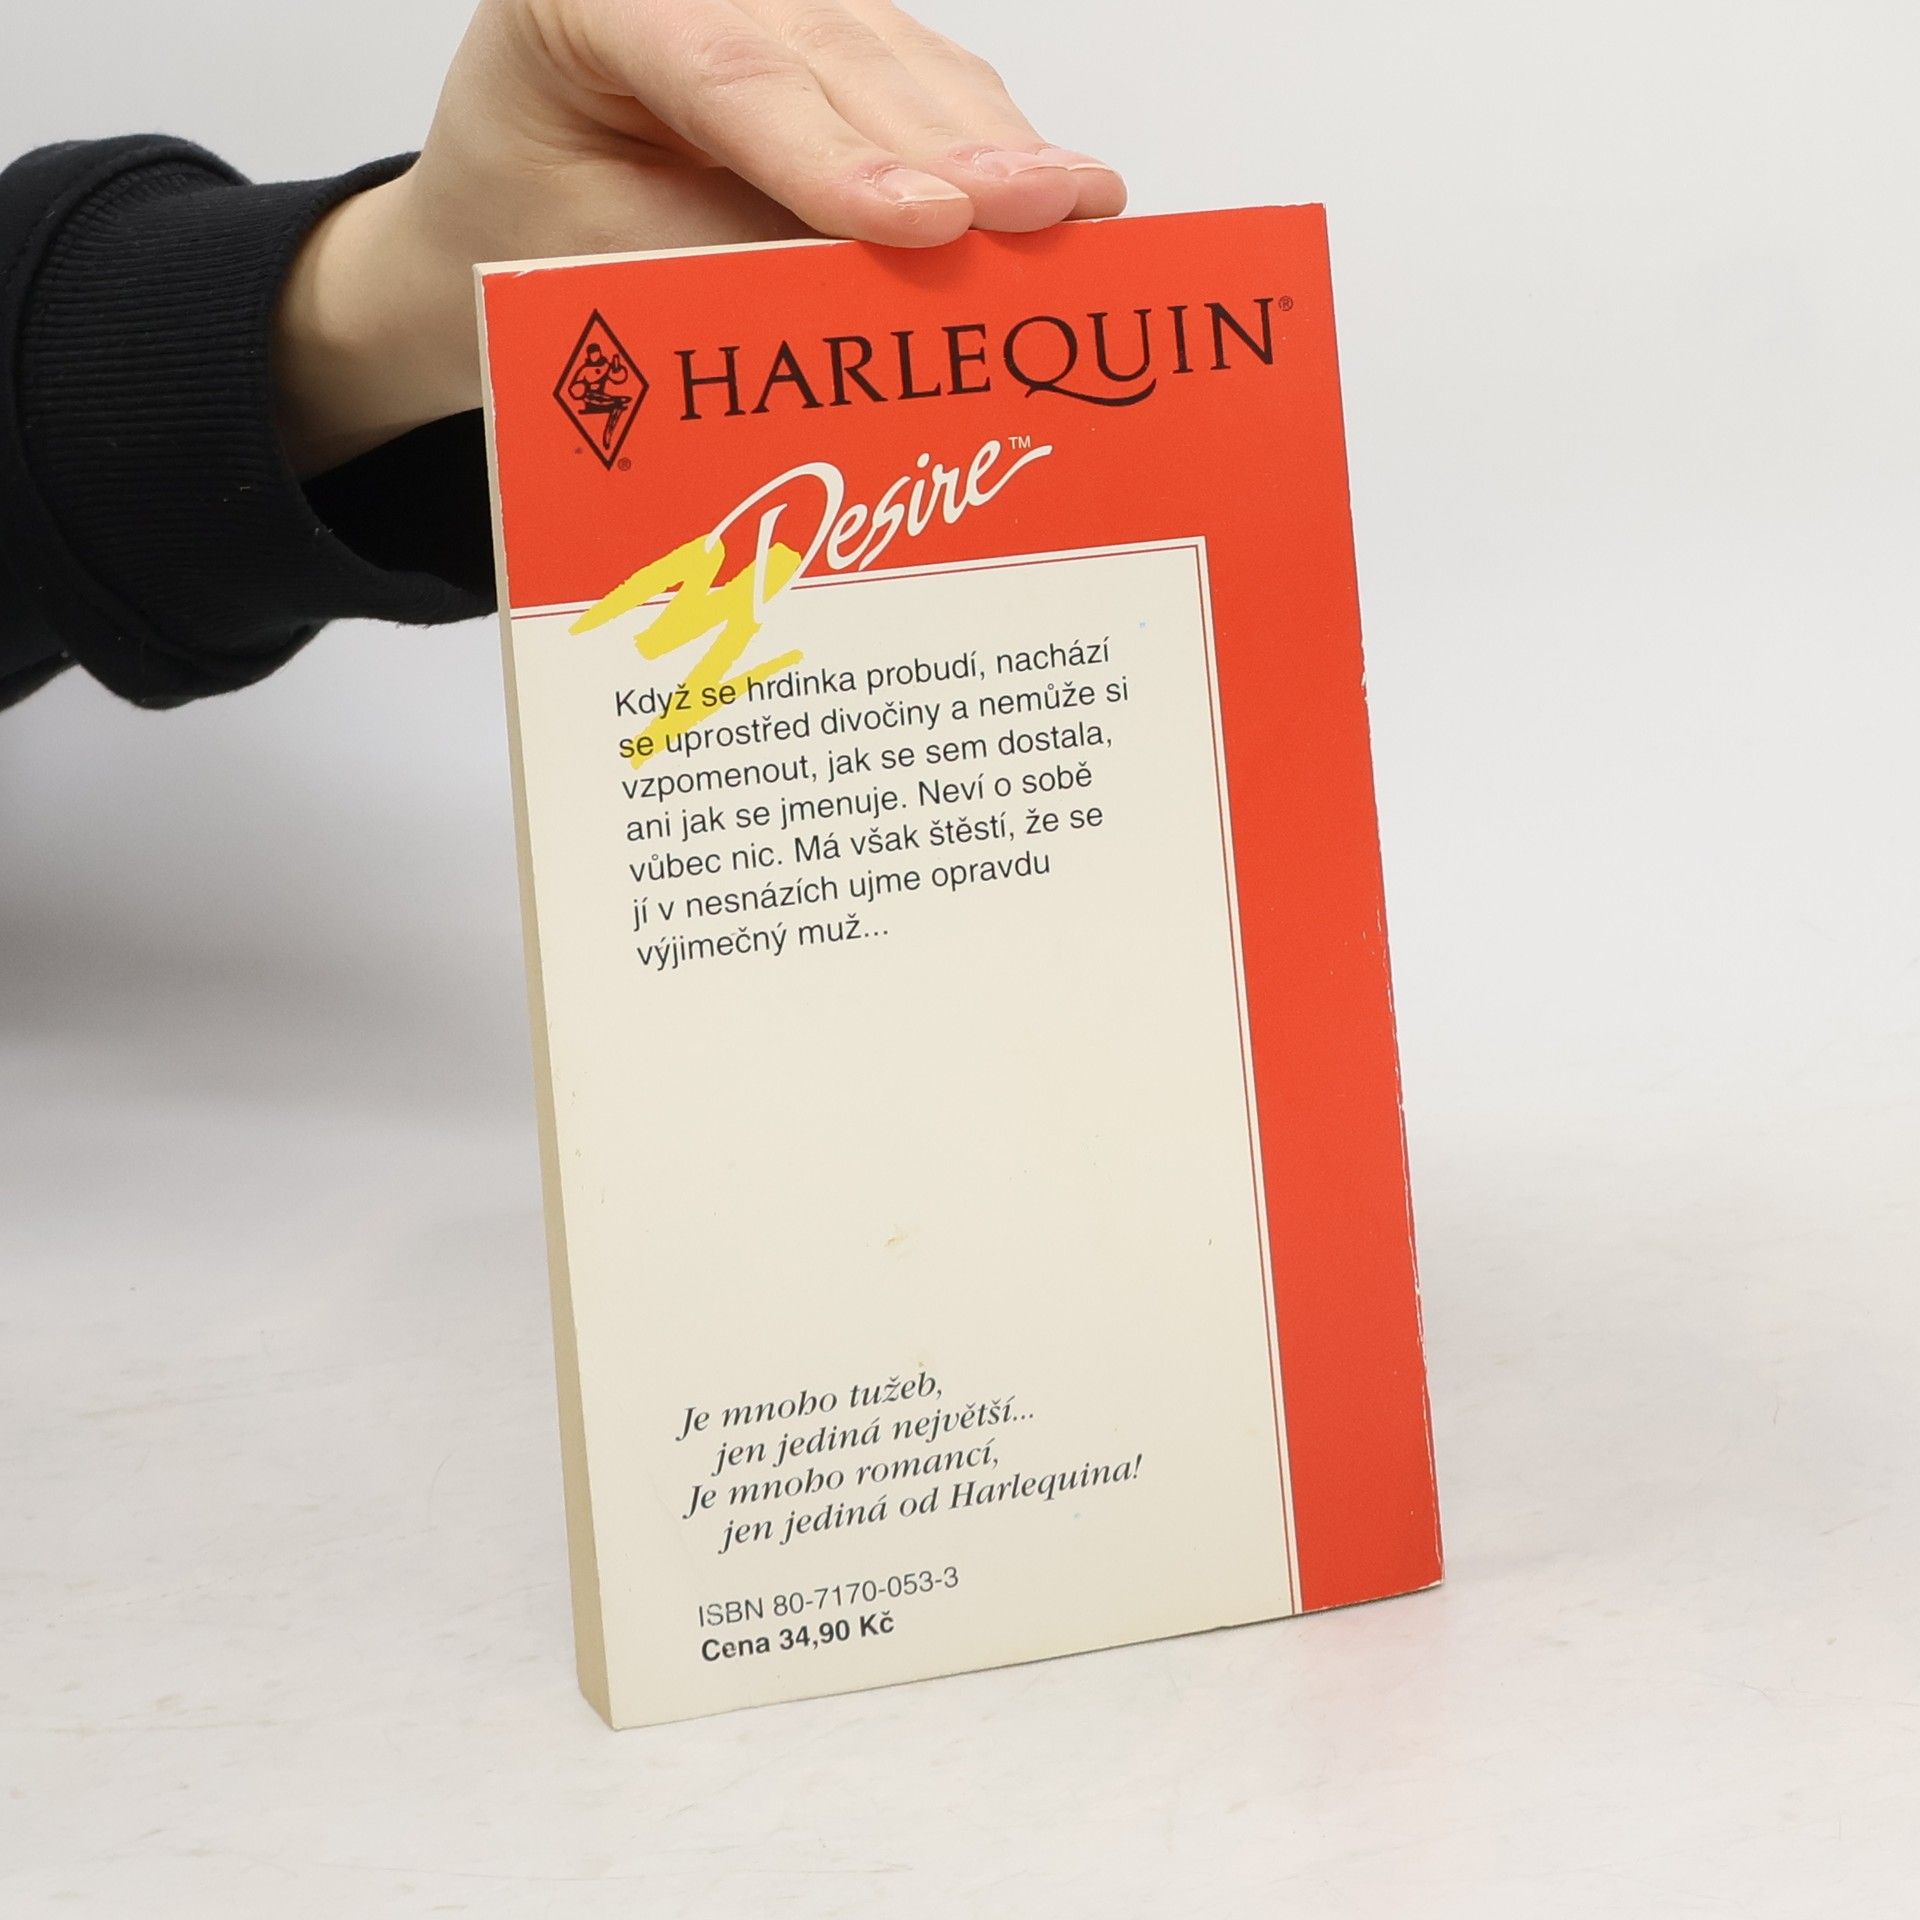 HARLEQUIN®
®
Desire™
Když se hrdinka probudí, nachází
se uprostřed divočiny a nemůže si
vzpomenout, jak se sem dostala,
ani jak se jmenuje. Neví o sobě
vůbec nic. Má však štěstí, že se
jí v nesnázích ujme opravdu
výjimečný muž...
Je mnoho tužeb,
jen jediná největší...
Je mnoho romancí,
jen jediná od Harlequina!
ISBN 80-7170-053-3
Cena 34,90 Kč